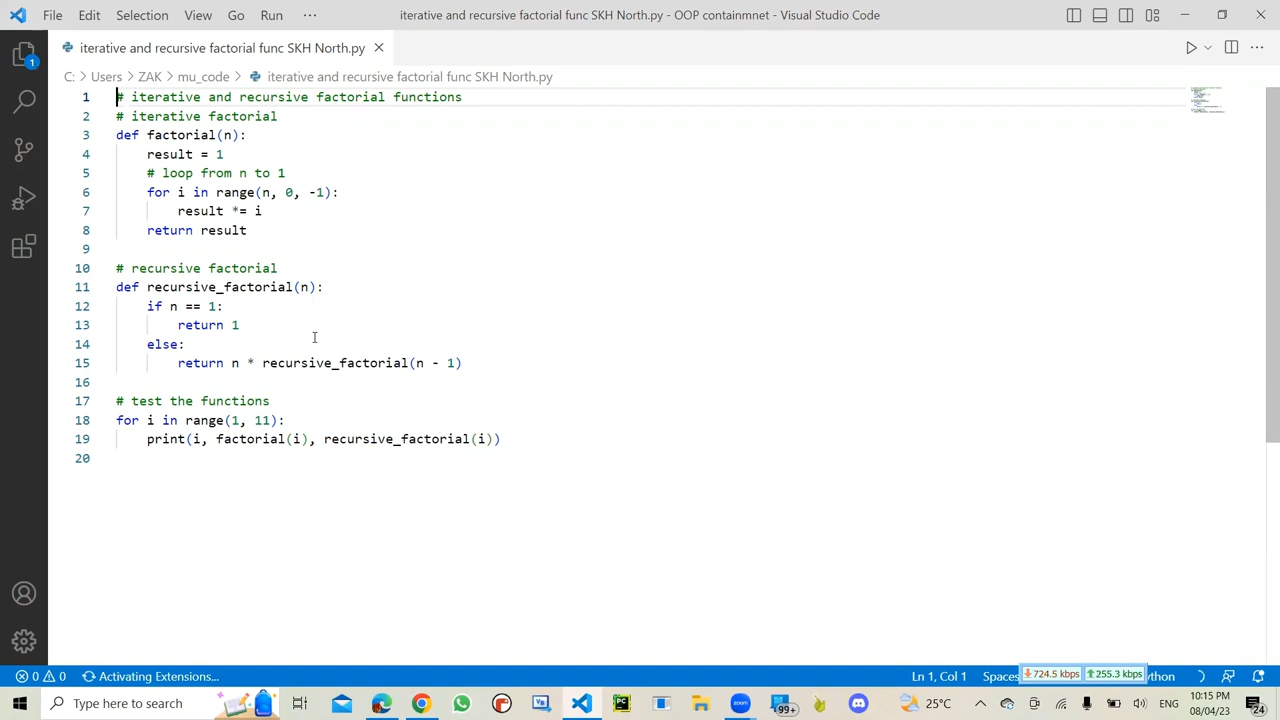 File Edit Selection View Go Run ··· iterative and recursive factorial func SKH North.py - OOP containmnet - Visual Studio Code
iterative and recursive factorial func SKH North.py
C: > Users > ZAK > mu_code > iterative and recursive factorial func SKH North.py
1 # iterative and recursive factorial functions
2 # iterative factorial
3 def factorial(n):
4 result = 1
5 # loop from n to 1
6 for i in range(n, 0, -1):
7 result *= i
8 return result
9
10 # recursive factorial
11 def recursive_factorial(n):
12 if n == 1:
13 return 1
14 else:
15 return n * recursive_factorial(n - 1)
16
17 # test the functions
18 for i in range(1, 11):
19 print(i, factorial(i), recursive_factorial(i))
20
1
0 0 Activating Extensions... Ln 1, Col 1 Spaces 724.5 kbps 255.3 kbps ython
Type here to search zoom 99+ 25°C ENG 10:15 PM 08/04/23 24